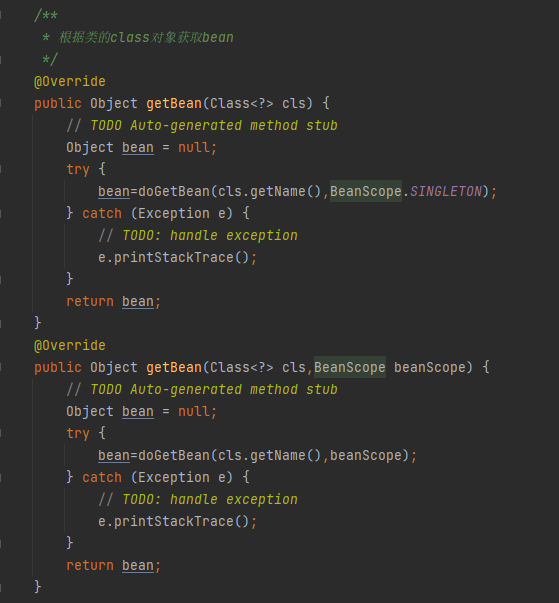 /**
 * 根据类的class对象获取bean
 */
@Override
public Object getBean(Class<?> cls) {
    // TODO Auto-generated method stub
    Object bean = null;
    try {
        bean=doGetBean(cls.getName(),BeanScope.SINGLETON);
    } catch (Exception e) {
        // TODO: handle exception
        e.printStackTrace();
    }
    return bean;
}
@Override
public Object getBean(Class<?> cls,BeanScope beanScope) {
    // TODO Auto-generated method stub
    Object bean = null;
    try {
        bean=doGetBean(cls.getName(),beanScope);
    } catch (Exception e) {
        // TODO: handle exception
        e.printStackTrace();
    }
    return bean;
}